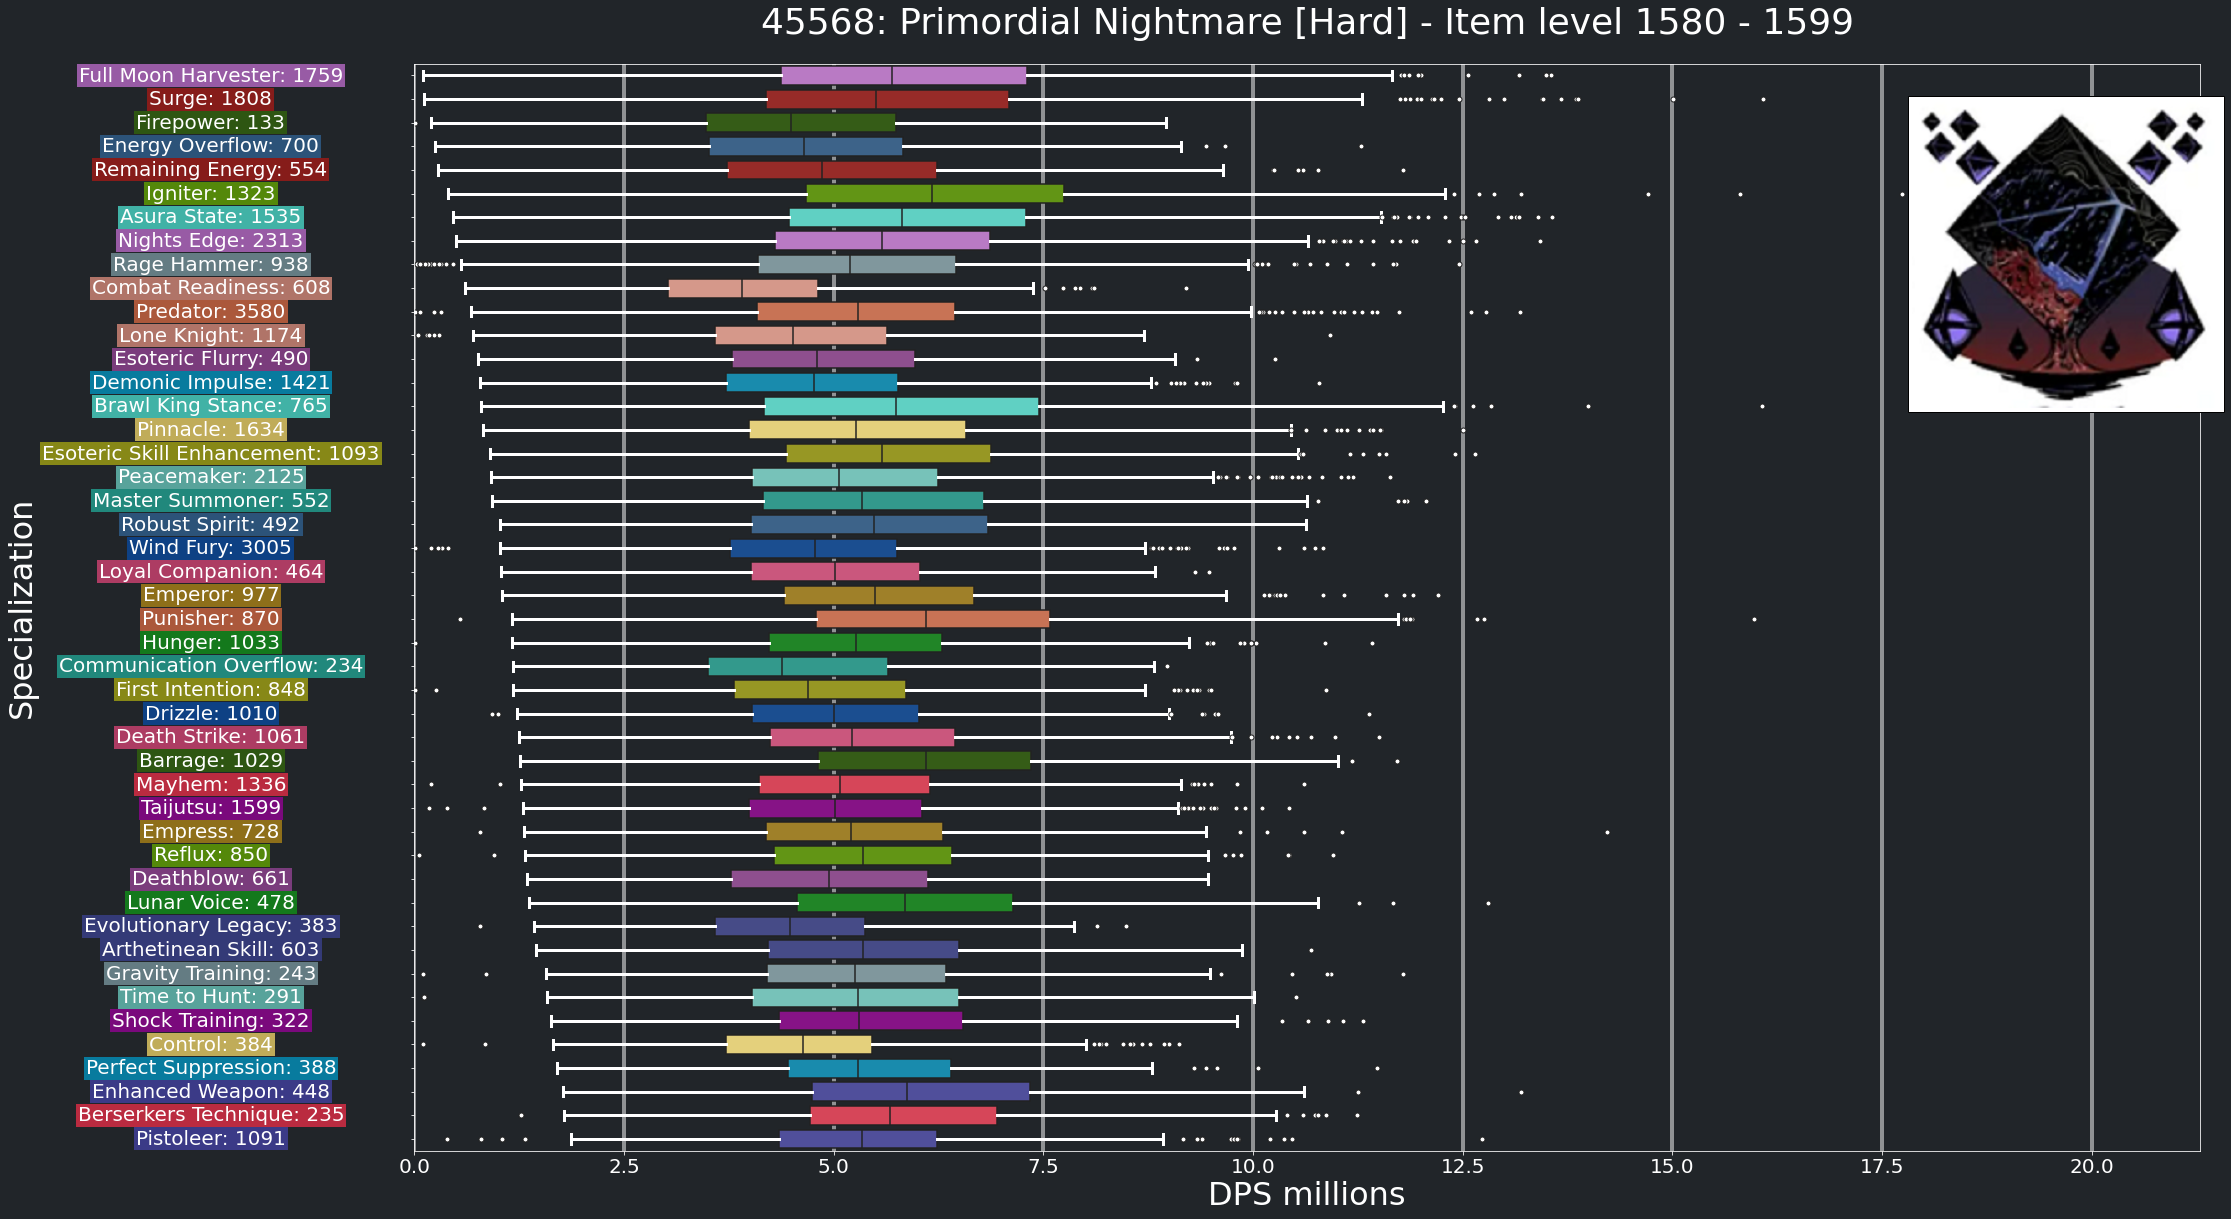 45568: Primordial Nightmare [Hard] - Item level 1580 - 1599
Specialization
Full Moon Harvester: 1759
Surge: 1808
Firepower: 133
Energy Overflow: 700
Remaining Energy: 554
Igniter: 1323
Asura State: 1535
Nights Edge: 2313
Rage Hammer: 938
Combat Readiness: 608
Predator: 3580
Lone Knight: 1174
Esoteric Flurry: 490
Demonic Impulse: 1421
Brawl King Stance: 765
Pinnacle: 1634
Esoteric Skill Enhancement: 1093
Peacemaker: 2125
Master Summoner: 552
Robust Spirit: 492
Wind Fury: 3005
Loyal Companion: 464
Emperor: 977
Punisher: 870
Hunger: 1033
Communication Overflow: 234
First Intention: 848
Drizzle: 1010
Death Strike: 1061
Barrage: 1029
Mayhem: 1336
Taijutsu: 1599
Empress: 728
Reflux: 850
Deathblow: 661
Lunar Voice: 478
Evolutionary Legacy: 383
Arthetinean Skill: 603
Gravity Training: 243
Time to Hunt: 291
Shock Training: 322
Control: 384
Perfect Suppression: 388
Enhanced Weapon: 448
Berserkers Technique: 235
Pistoleer: 1091
0.0 2.5 5.0 7.5 10.0 12.5 15.0 17.5 20.0
DPS millions